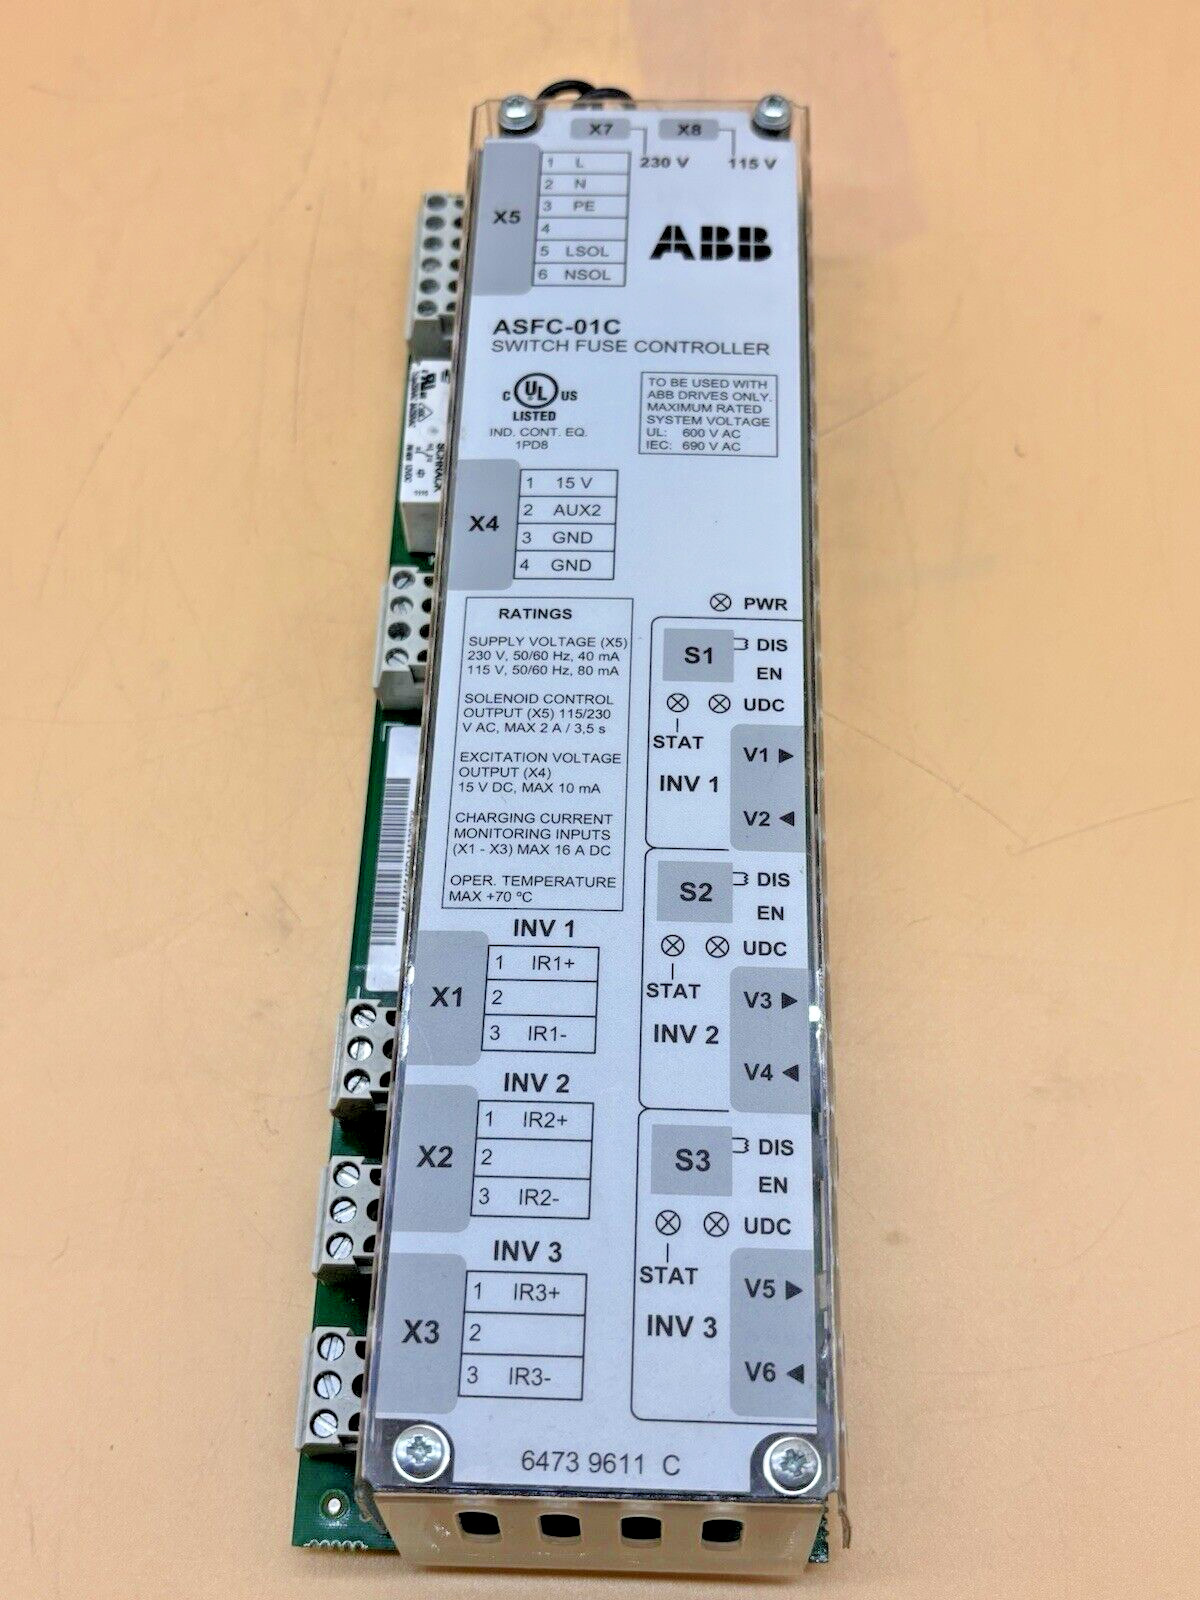 X7 X8
230 V 115 V
X5
1 L
2 N
3 PE
4
5 LSOL
6 NSOL
ABB
ASFC-01C
SWITCH FUSE CONTROLLER
C UL US
LISTED
IND. CONT. EQ.
1PD8
TO BE USED WITH
ABB DRIVES ONLY.
MAXIMUM RATED
SYSTEM VOLTAGE
UL: 600 V AC
IEC: 690 V AC
SCHRACK
X4
1 15 V
2 AUX2
3 GND
4 GND
RATINGS
SUPPLY VOLTAGE (X5)
230 V, 50/60 Hz, 40 mA
115 V, 50/60 Hz, 80 mA
SOLENOID CONTROL
OUTPUT (X5) 115/230
V AC, MAX 2 A / 3,5 s
EXCITATION VOLTAGE
OUTPUT (X4)
15 V DC, MAX 10 mA
CHARGING CURRENT
MONITORING INPUTS
(X1 - X3) MAX 16 A DC
OPER. TEMPERATURE
MAX +70 ºC
PWR
S1
DIS
EN
UDC
STAT
INV 1
V1
V2
S2
DIS
EN
UDC
STAT
INV 2
V3
V4
S3
DIS
EN
UDC
STAT
INV 3
V5
V6
INV 1
X1
1 IR1+
2
3 IR1-
INV 2
X2
1 IR2+
2
3 IR2-
INV 3
X3
1 IR3+
2
3 IR3-
6473 9611 C